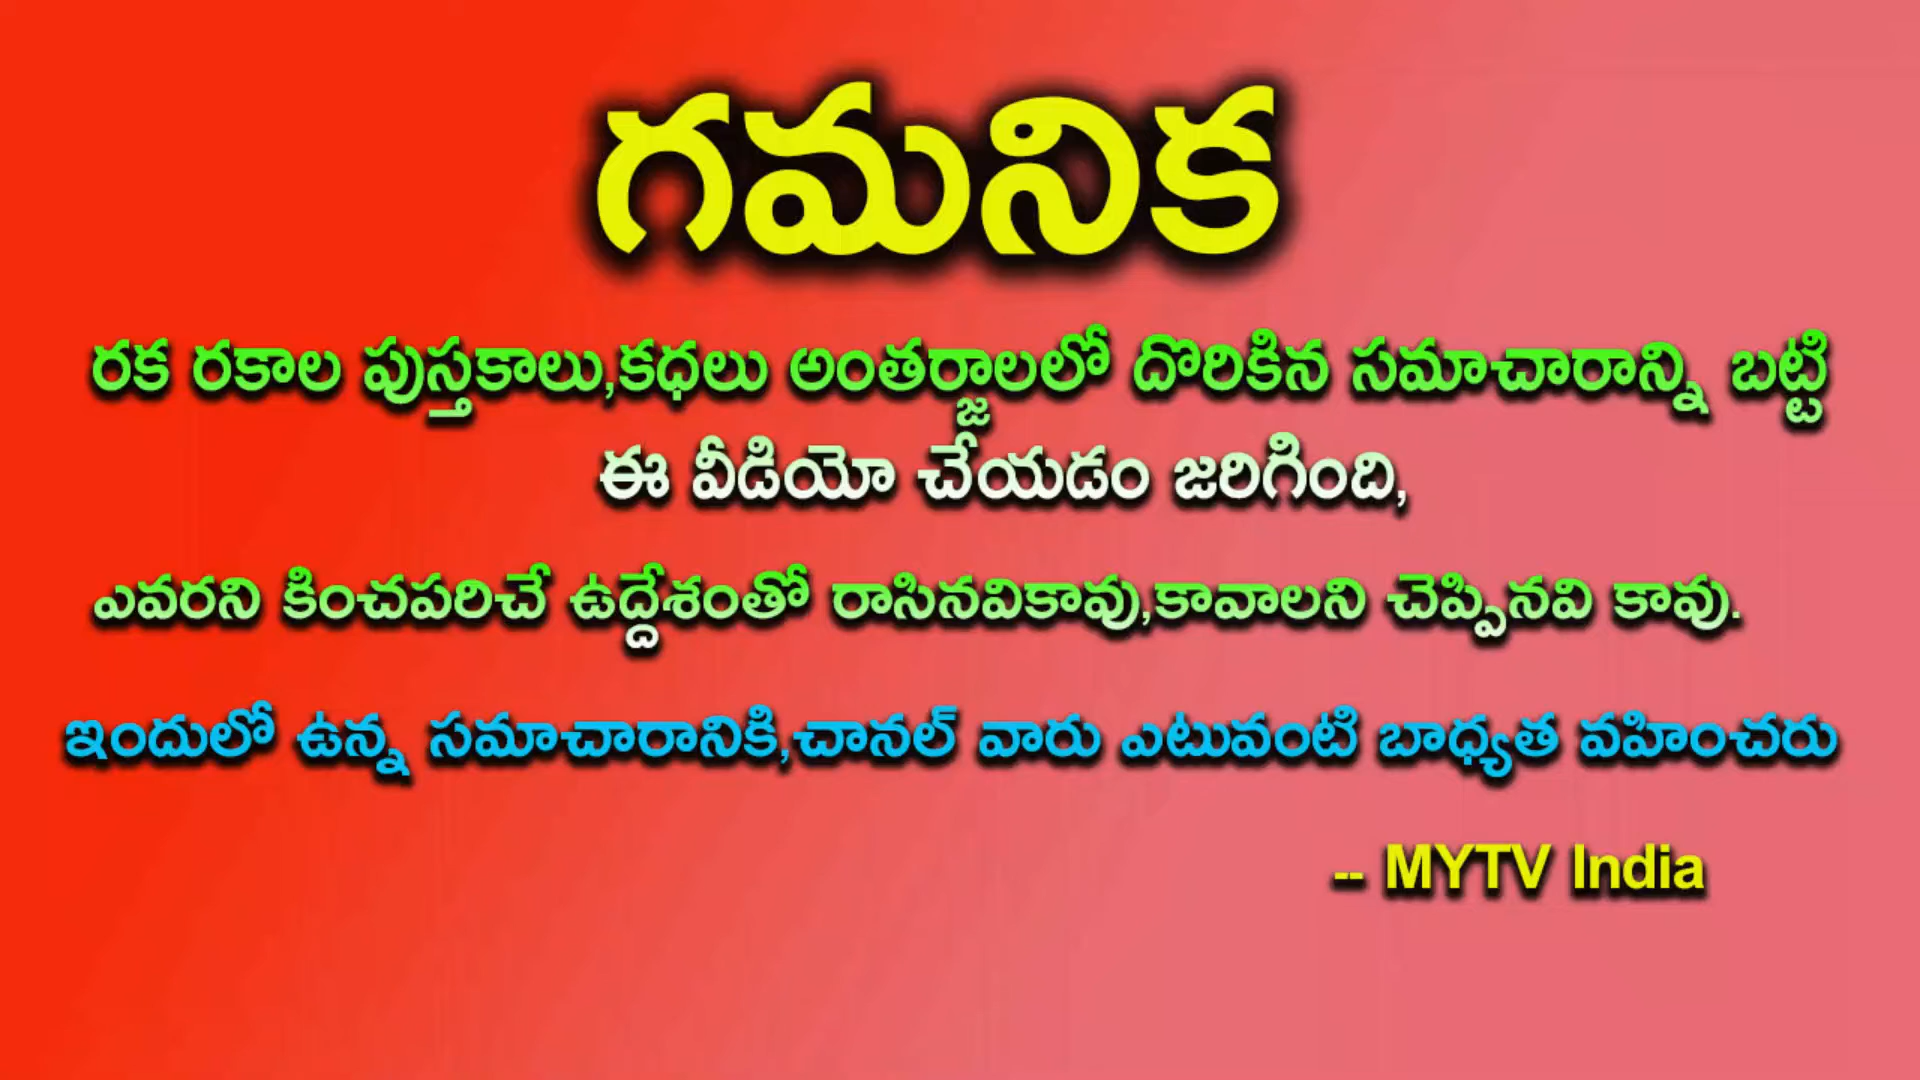 గమనిక
రక రకాల పుస్తకాలు,కధలు అంతర్జాలలో దొరికిన సమాచారాన్ని బట్టి
ఈ వీడియో చేయడం జరిగింది,
ఎవరని కించపరిచే ఉద్దేశంతో రాసినవికావు,కావాలని చెప్పినవి కావు.
ఇందులో ఉన్న సమాచారానికి,చానల్ వారు ఎటువంటి బాధ్యత వహించరు
-- MYTV India